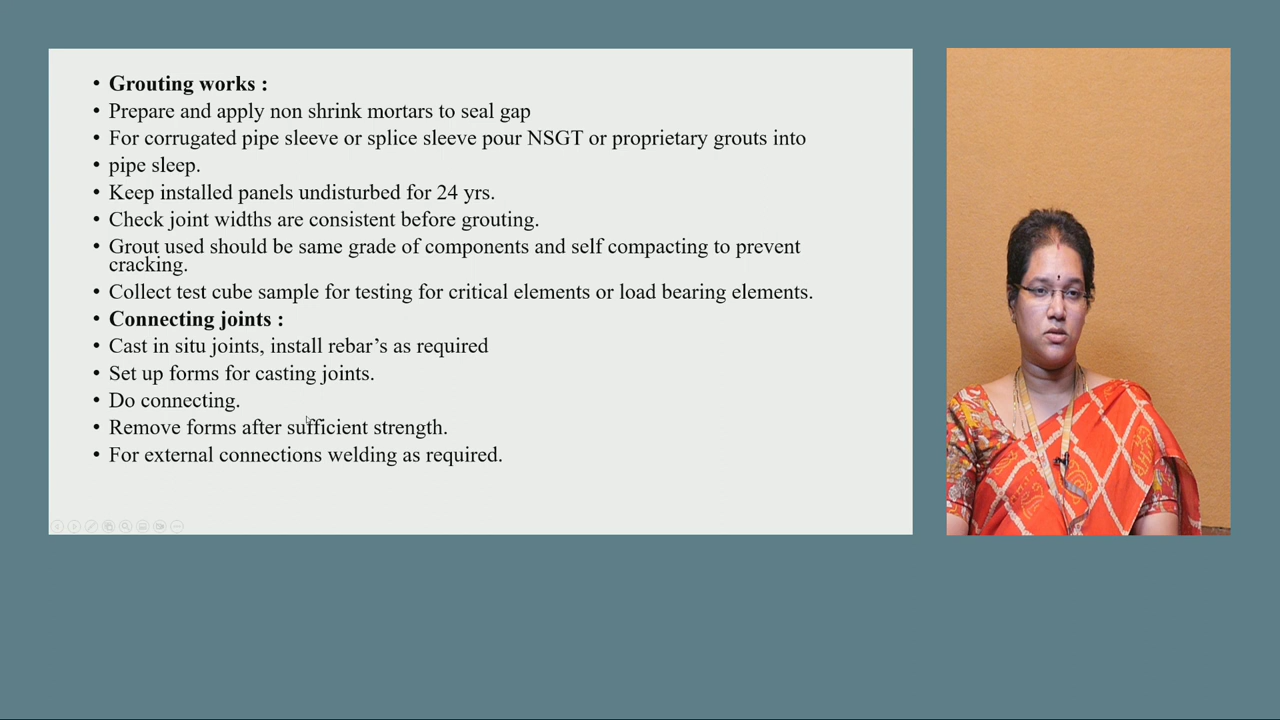 • Grouting works :
• Prepare and apply non shrink mortars to seal gap
• For corrugated pipe sleeve or splice sleeve pour NSGT or proprietary grouts into
• pipe sleep.
• Keep installed panels undisturbed for 24 yrs.
• Check joint widths are consistent before grouting.
• Grout used should be same grade of components and self compacting to prevent
cracking.
• Collect test cube sample for testing for critical elements or load bearing elements.
• Connecting joints :
• Cast in situ joints, install rebar’s as required
• Set up forms for casting joints.
• Do connecting.
• Remove forms after sufficient strength.
• For external connections welding as required.